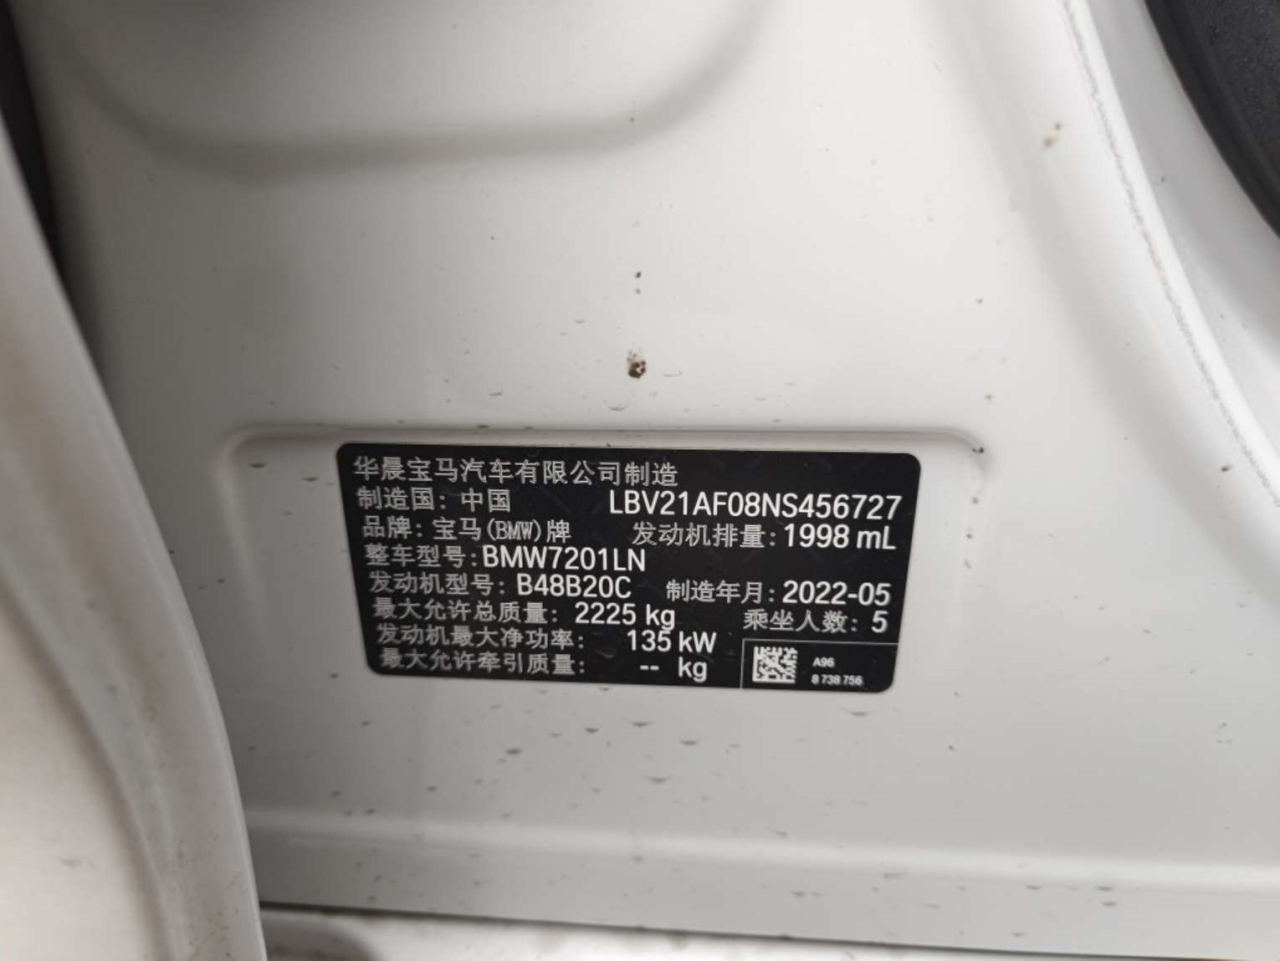 华晨宝马汽车有限公司制造
制造国: 中国 LBV21AF08NS456727
品牌: 宝马(BMW)牌 发动机排量: 1998 mL
整车型号: BMW7201LN
发动机型号: B48B20C 制造年月: 2022-05
最大允许总质量: 2225 kg 乘坐人数: 5
发动机最大净功率: 135 kW
最大允许牵引质量: -- kg
A96
8 738 756